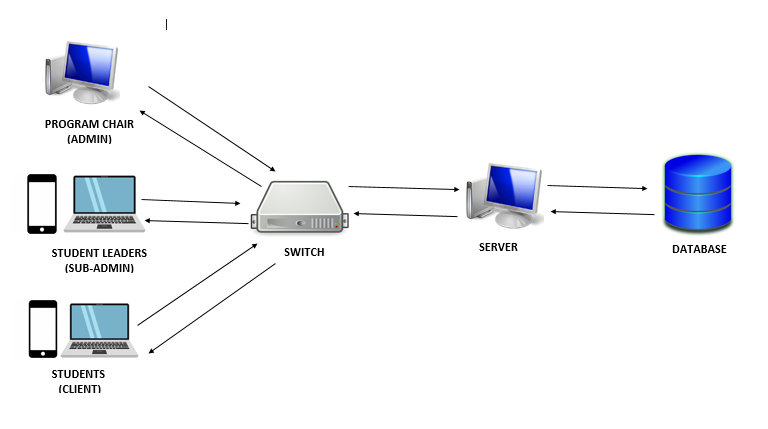 PROGRAM CHAIR
(ADMIN)
STUDENT LEADERS
(SUB-ADMIN)
STUDENTS
(CLIENT)
SWITCH
SERVER
DATABASE